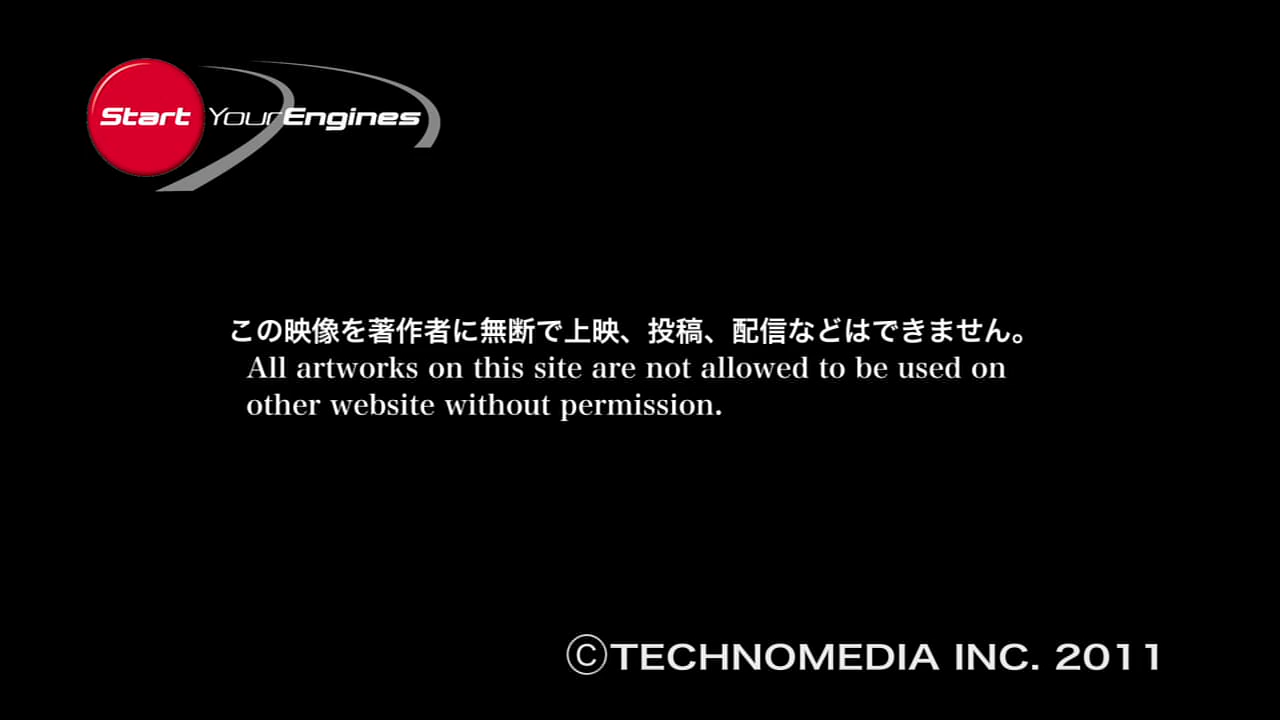 Start YourEngines
この映像を著作者に無断で上映、投稿、配信などはできません。
All artworks on this site are not allowed to be used on
other website without permission.
©TECHNOMEDIA INC. 2011